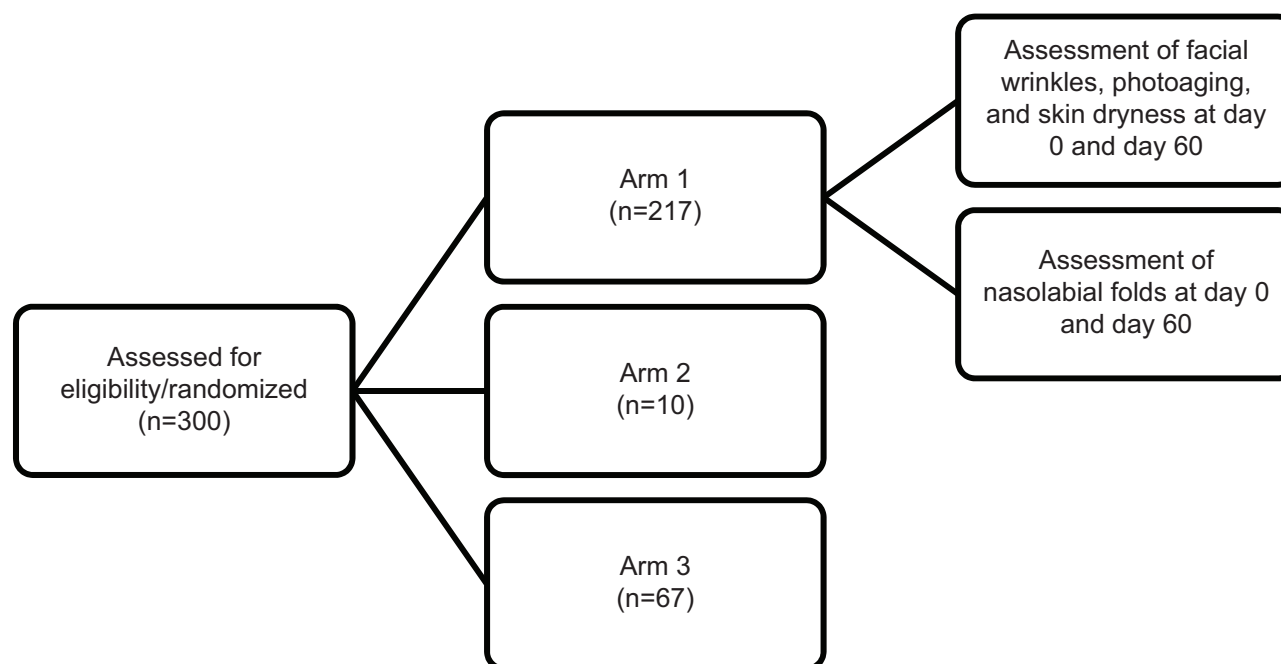 Assessed for
eligibility/randomized
(n=300)
Arm 1
(n=217)
Arm 2
(n=10)
Arm 3
(n=67)
Assessment of facial
wrinkles, photoaging,
and skin dryness at day
0 and day 60
Assessment of
nasolabial folds at day 0
and day 60